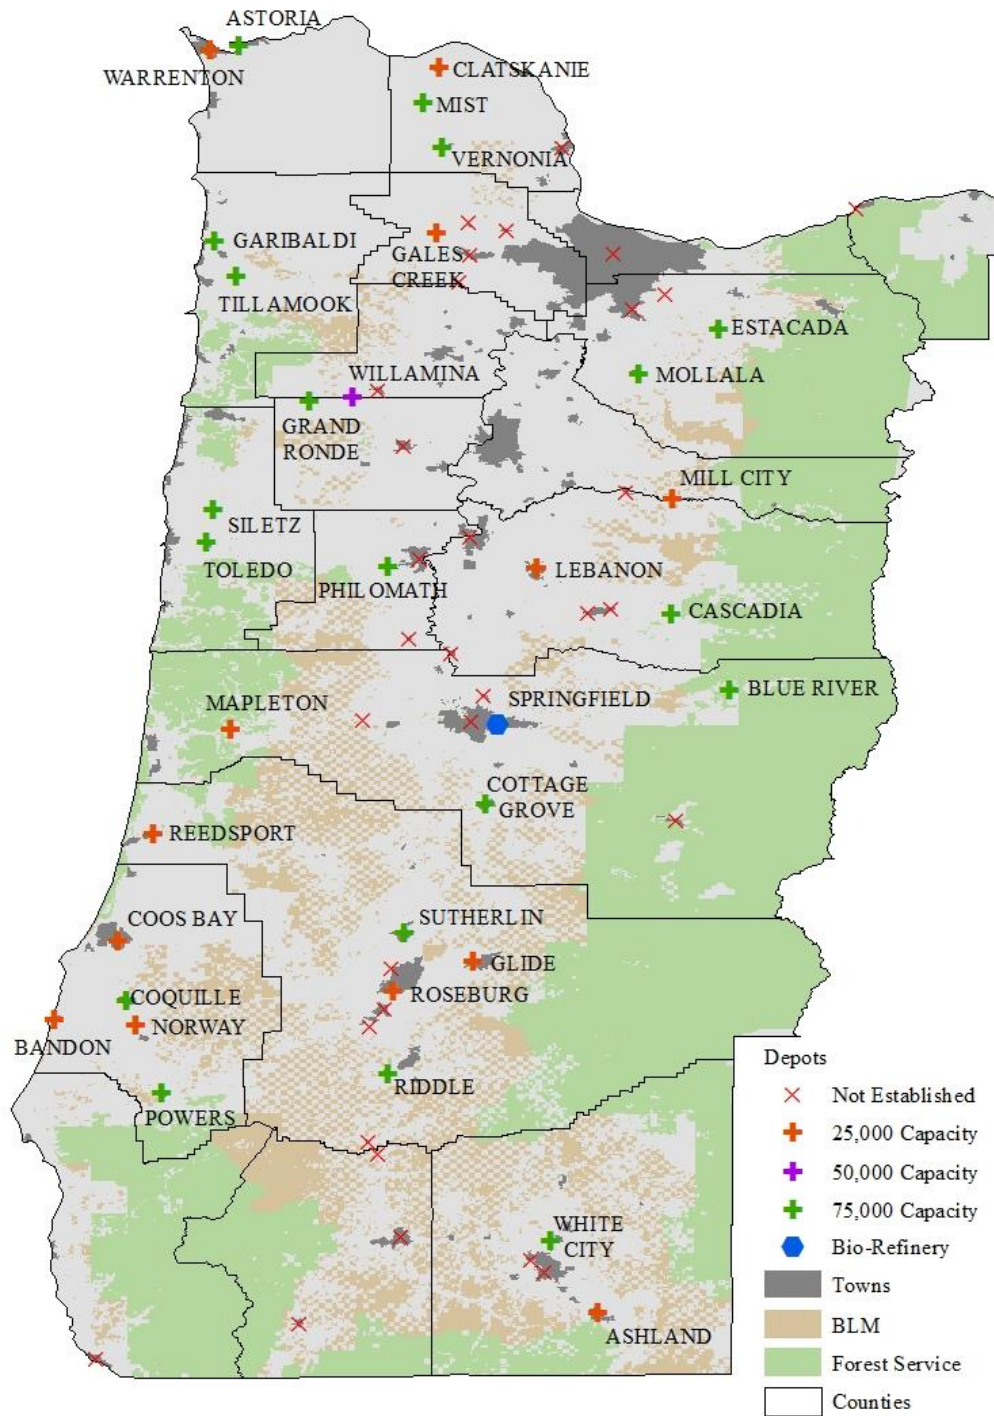 ASTORIA
WARRENTON
CLATSKANIE
MIST
VERNONIA
GARIBALDI
GALES
CREEK
TILLAMOOK
ESTACADA
WILLAMINA
MOLLALA
GRAND
RONDE
MILL CITY
SILETZ
TOLEDO
PHILOMATH
LEBANON
CASCADIA
BLUE RIVER
MAPLETON
SPRINGFIELD
COTTAGE
GROVE
REEDSPORT
COOS BAY
SUTHERLIN
GLIDE
ROSEBURG
COQUILLE
NORWAY
BANDON
RIDDLE
POWERS
WHITE
CITY
ASHLAND
Depots
Not Established
25,000 Capacity
50,000 Capacity
75,000 Capacity
Bio-Refinery
Towns
BLM
Forest Service
Counties